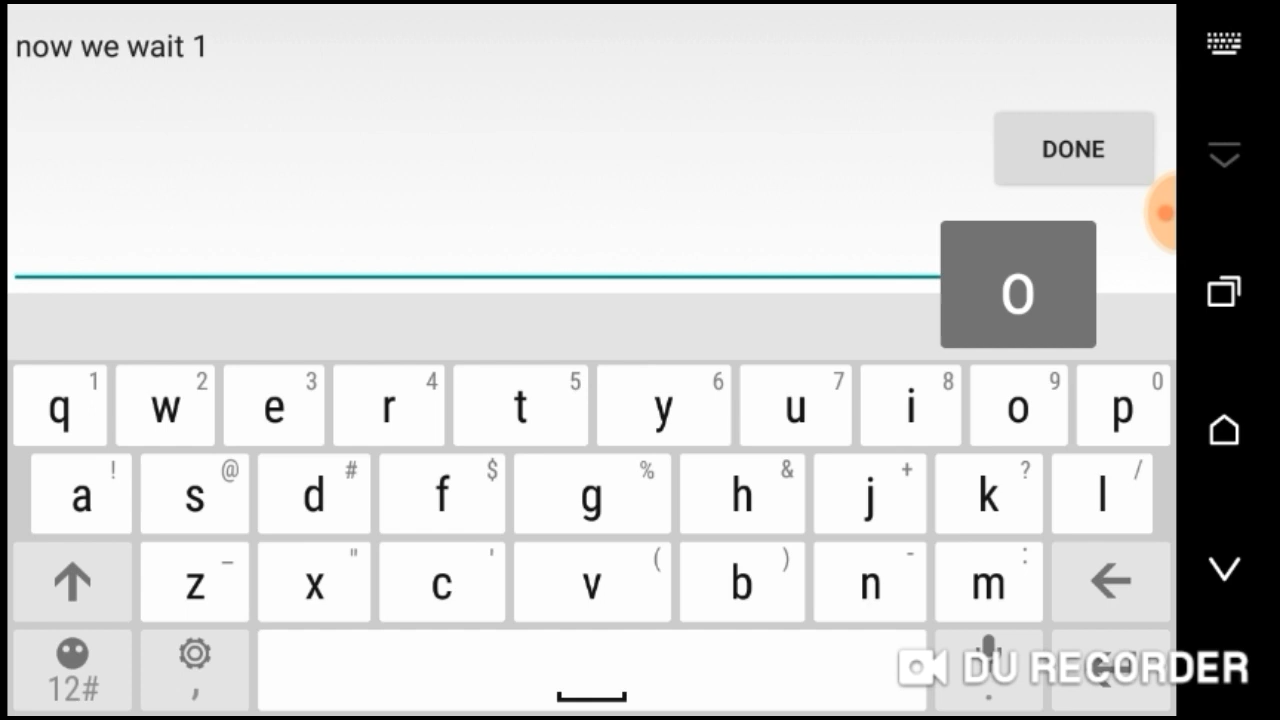 now we wait 1
DONE
o
1 2 3 4 5 6 7 8 9 0
q w e r t y u i o p
! @ # $ % & + ? /
a s d f g h j k l
_ " ' ( ) - :
z x c v b n m
12# , .
DU RECORDER